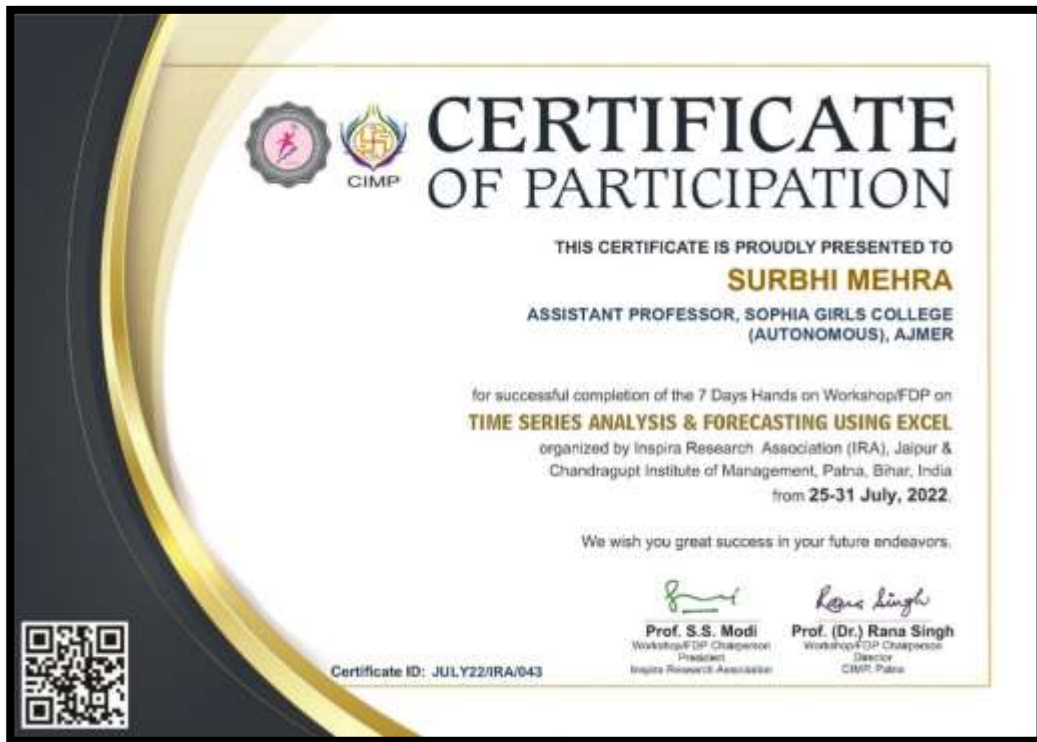 CIMP
CERTIFICATE
OF PARTICIPATION
THIS CERTIFICATE IS PROUDLY PRESENTED TO
SURBHI MEHRA
ASSISTANT PROFESSOR, SOPHIA GIRLS COLLEGE
(AUTONOMOUS), AJMER
for successful completion of the 7 Days Hands on Workshop/FDP on
TIME SERIES ANALYSIS & FORECASTING USING EXCEL
organized by Inspira Research Association (IRA), Jaipur &
Chandragupt Institute of Management, Patna, Bihar, India
from 25-31 July, 2022.
We wish you great success in your future endeavors.
Rana Singh
Prof. S.S. Modi
Workshop/FDP Chairperson
President
Inspira Research Association
Prof. (Dr.) Rana Singh
Workshop/FDP Chairperson
Director
CIMP, Patna
Certificate ID: JULY22/IRA/043